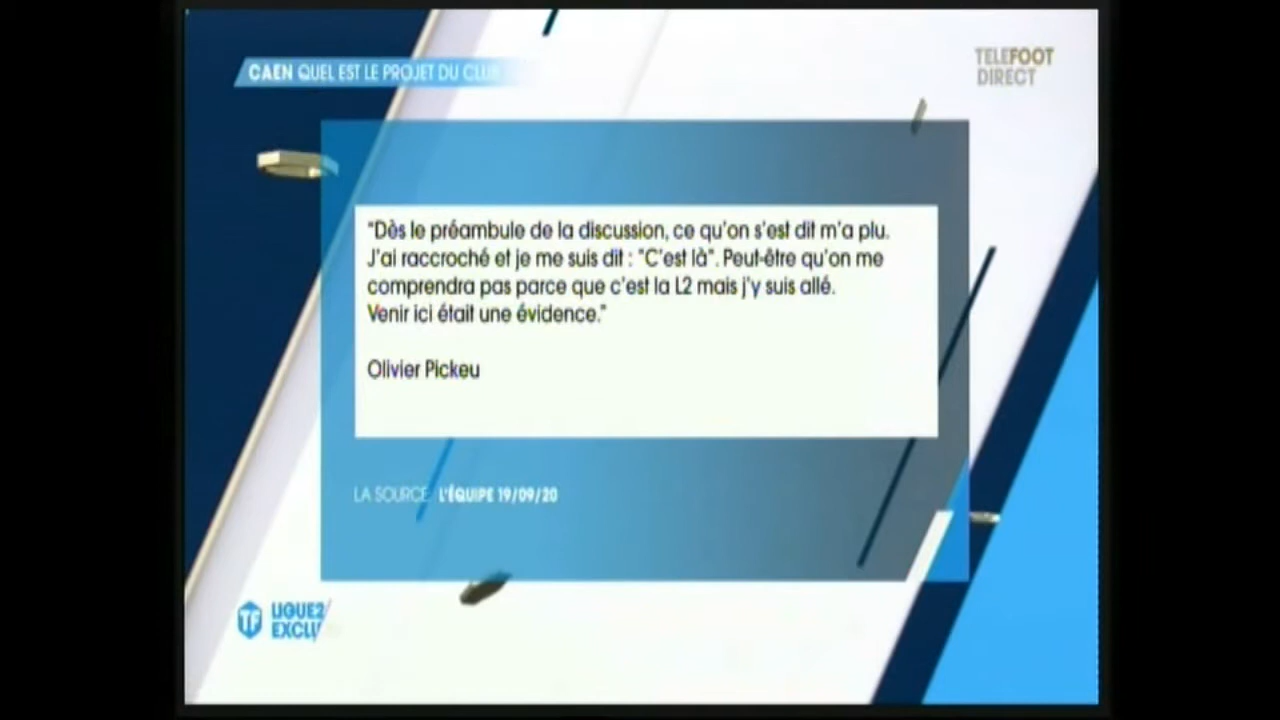 CAEN QUEL EST LE PROJET DU CLUB
TELEFOOT
DIRECT
"Dès le préambule de la discussion, ce qu'on s'est dit m'a plu.
J'ai raccroché et je me suis dit : "C'est là". Peut-être qu'on me
comprendra pas parce que c'est la L2 mais j'y suis allé.
Venir ici était une évidence."
Olivier Pickeu
LA SOURCE: L'ÉQUIPE 19/09/20
TF LIGUE2
EXCLU